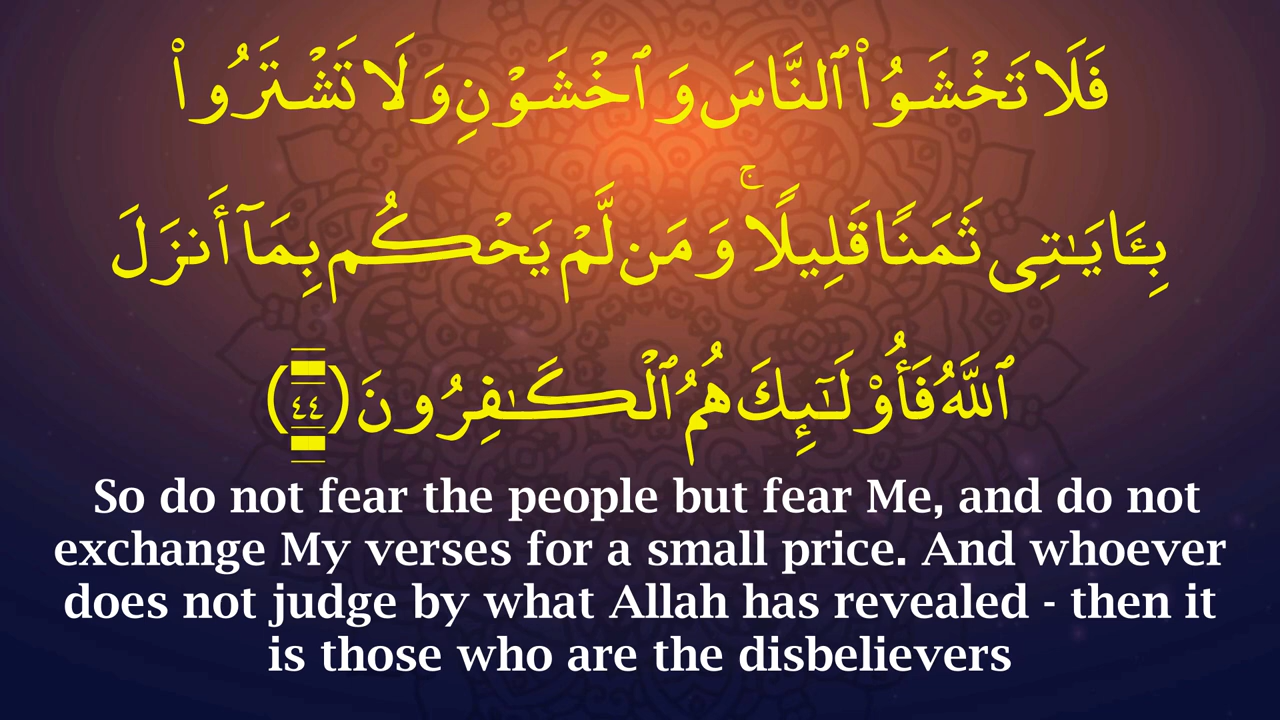 فَلَا تَخْشَوُا۟ ٱلنَّاسَ وَ ٱخْشَوْنِ وَلَا تَشْتَرُوا۟
بِـَٔايَـٰتِى ثَمَنًا قَلِيلًا ۚ وَمَن لَّمْ يَحْكُم بِمَآ أَنزَلَ
ٱللَّهُ فَأُو۟لَـٰٓئِكَ هُمُ ٱلْكَـٰفِرُونَ (٤٤)
So do not fear the people but fear Me, and do not
exchange My verses for a small price. And whoever
does not judge by what Allah has revealed - then it
is those who are the disbelievers